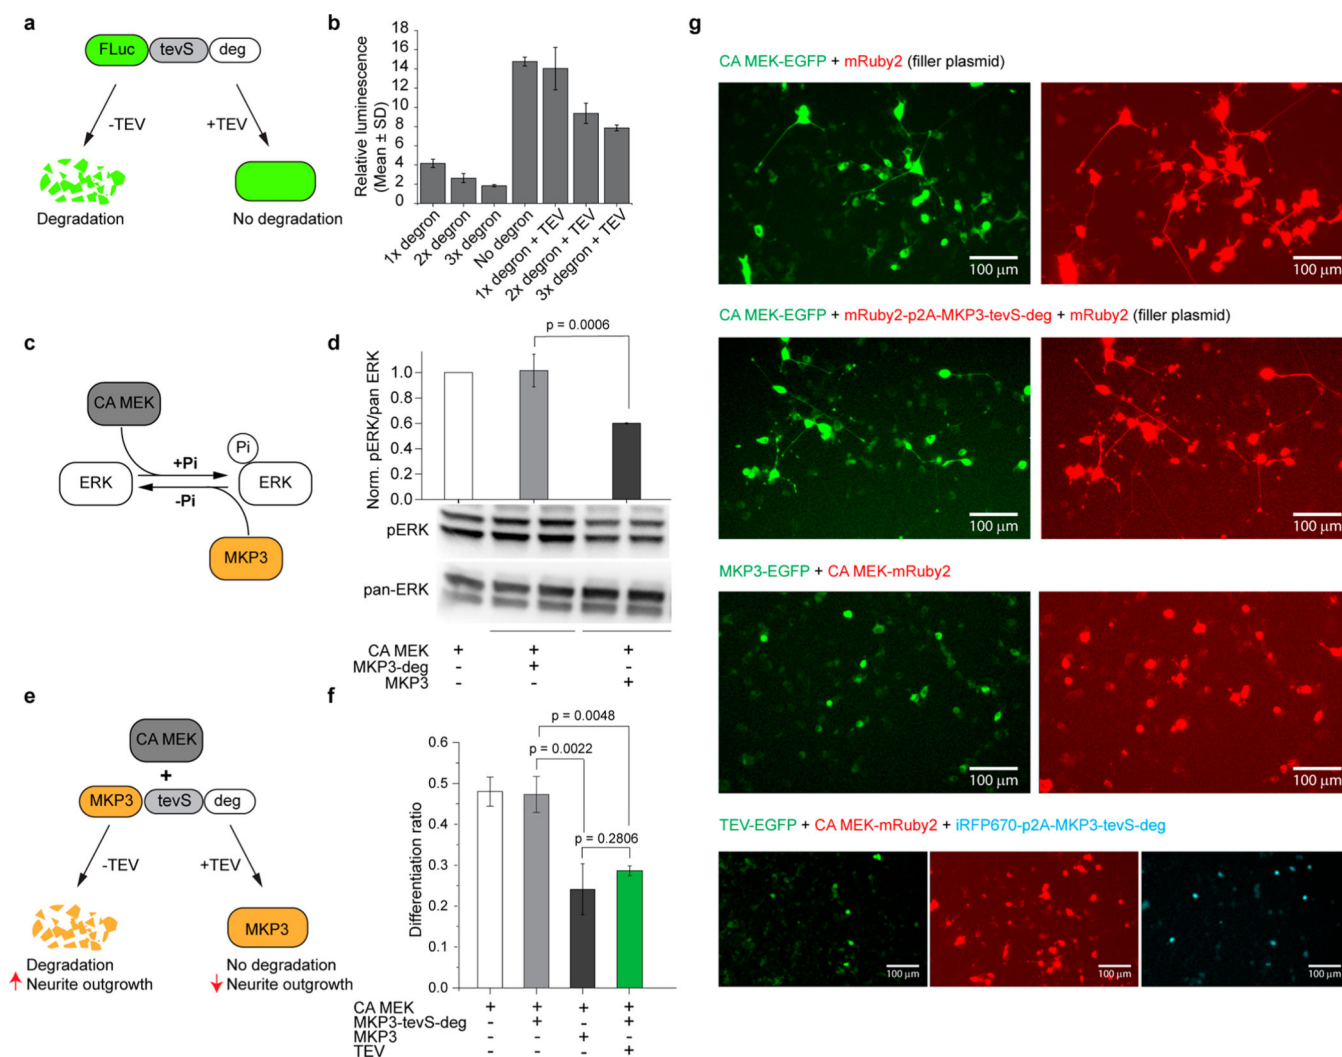 a
FLuc tevS deg
-TEV +TEV
Degradation No degradation
b
Relative luminescence
(Mean ± SD)
18
16
14
12
10
8
6
4
2
0
1x degron
2x degron
3x degron
No degron
1x degron + TEV
2x degron + TEV
3x degron + TEV
c
CA MEK
Pi
+Pi
ERK ERK
-Pi
MKP3
d
p = 0.0006
Norm. pERK/pan ERK
1.0
0.8
0.6
0.4
0.2
0.0
pERK
pan-ERK
CA MEK + + +
MKP3-deg - + -
MKP3 - - +
e
CA MEK
+
MKP3 tevS deg
-TEV +TEV
MKP3
Degradation No degradation
Neurite outgrowth Neurite outgrowth
f
p = 0.0048
p = 0.0022
p = 0.2806
Differentiation ratio
0.6
0.5
0.4
0.3
0.2
0.1
0.0
CA MEK + + + +
MKP3-tevS-deg - + - +
MKP3 - - + -
TEV - - - +
g
CA MEK-EGFP + mRuby2 (filler plasmid)
100 µm 100 µm
CA MEK-EGFP + mRuby2-p2A-MKP3-tevS-deg + mRuby2 (filler plasmid)
100 µm 100 µm
MKP3-EGFP + CA MEK-mRuby2
100 µm 100 µm
TEV-EGFP + CA MEK-mRuby2 + iRFP670-p2A-MKP3-tevS-deg
100 µm 100 µm 100 µm